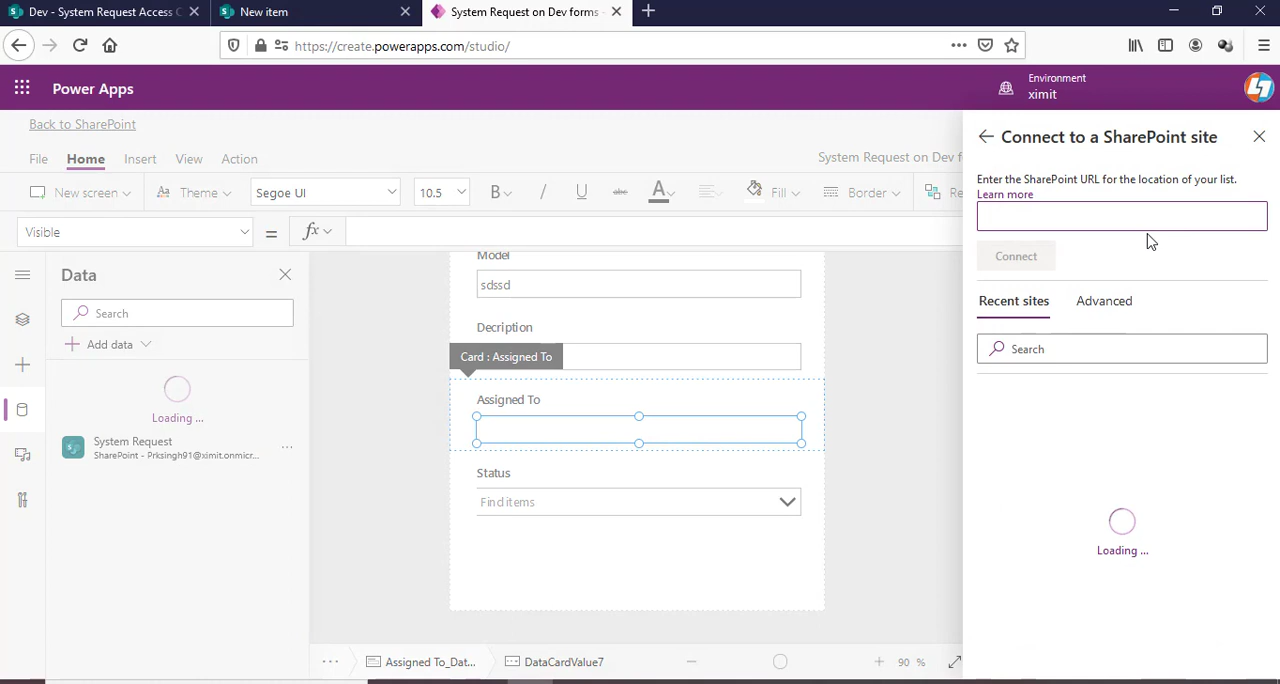 Dev - System Request Access C
New item
System Request on Dev forms -
https://create.powerapps.com/studio/
Power Apps
Environment
ximit
Back to SharePoint
File Home Insert View Action
System Request on Dev f
New screen Theme Segoe UI 10.5 B / U abc A Fill Border Re
Visible = fx
Data
Search
Add data
Loading ...
System Request
SharePoint - Prksingh91@ximit.onmicr...
Model
sdssd
Decription
Card : Assigned To
Assigned To
Status
Find items
Assigned To_Dat... DataCardValue7 90 %
Connect to a SharePoint site
Enter the SharePoint URL for the location of your list.
Learn more
Connect
Recent sites Advanced
Search
Loading ...